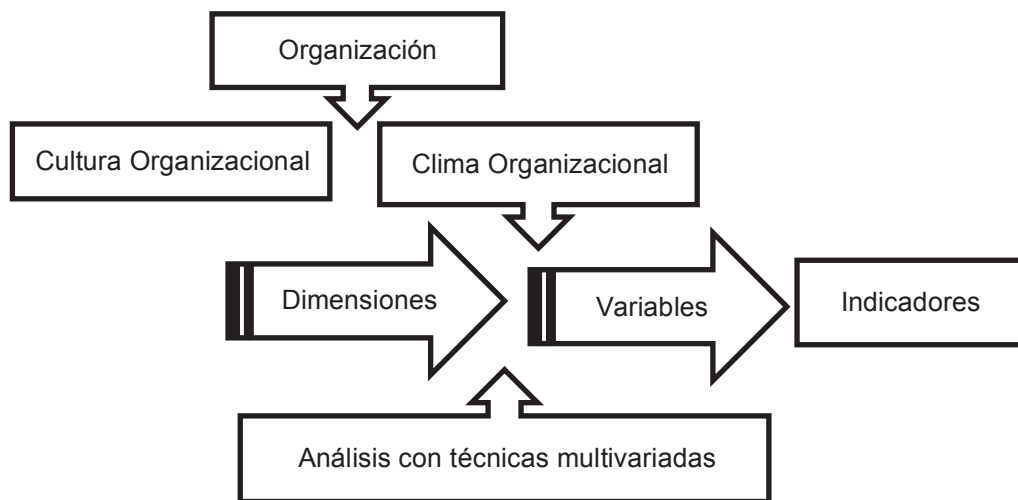 Organización
Cultura Organizacional
Clima Organizacional
Dimensiones
Variables
Indicadores
Análisis con técnicas multivariadas